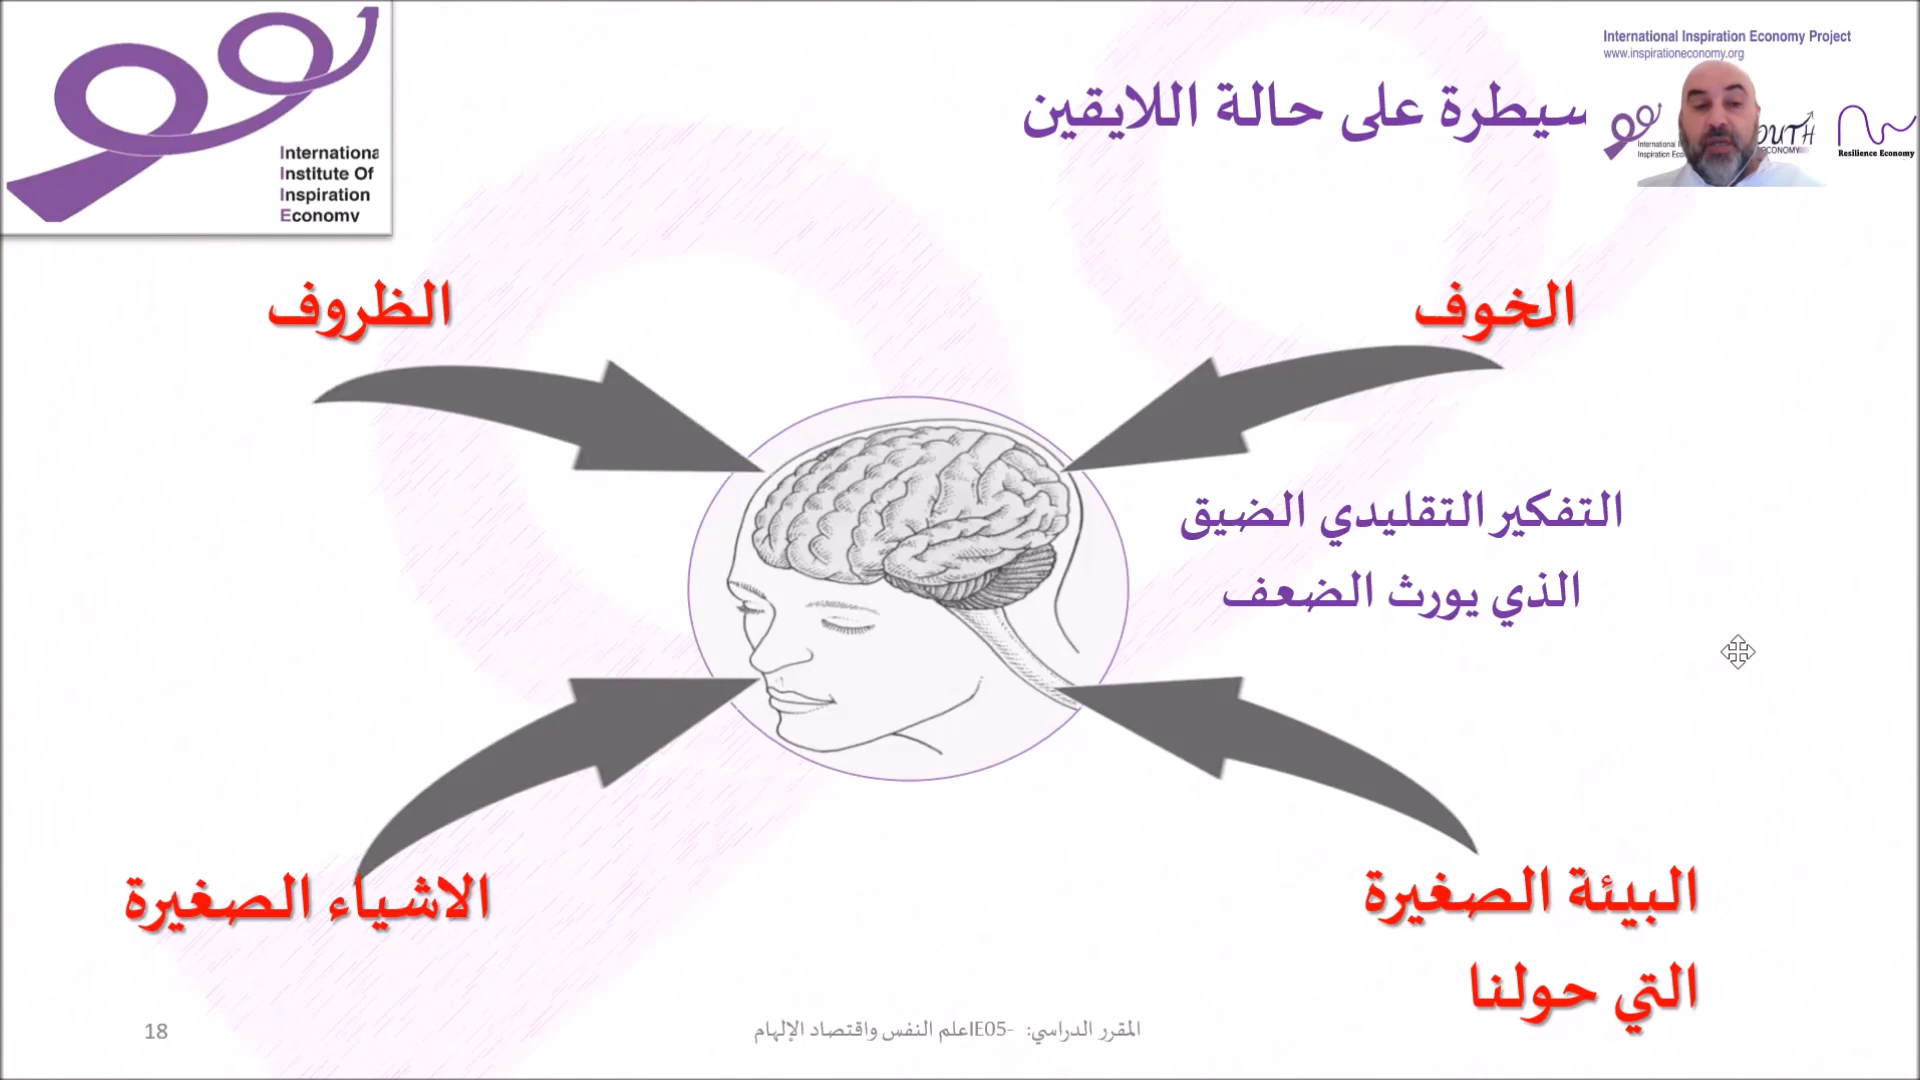 International Inspiration Economy Project
www.inspirationeconomy.org
سيطرة على حالة اللايقين
Internationa
Institute Of
Inspiration
Economy
Resilience Economy
الخوف
الظروف
التفكير التقليدي الضيق
الذي يورث الضعف
البيئة الصغيرة
التي حولنا
الاشياء الصغيرة
المقرر الدراسي: -IE05علم النفس واقتصاد الإلهام
18